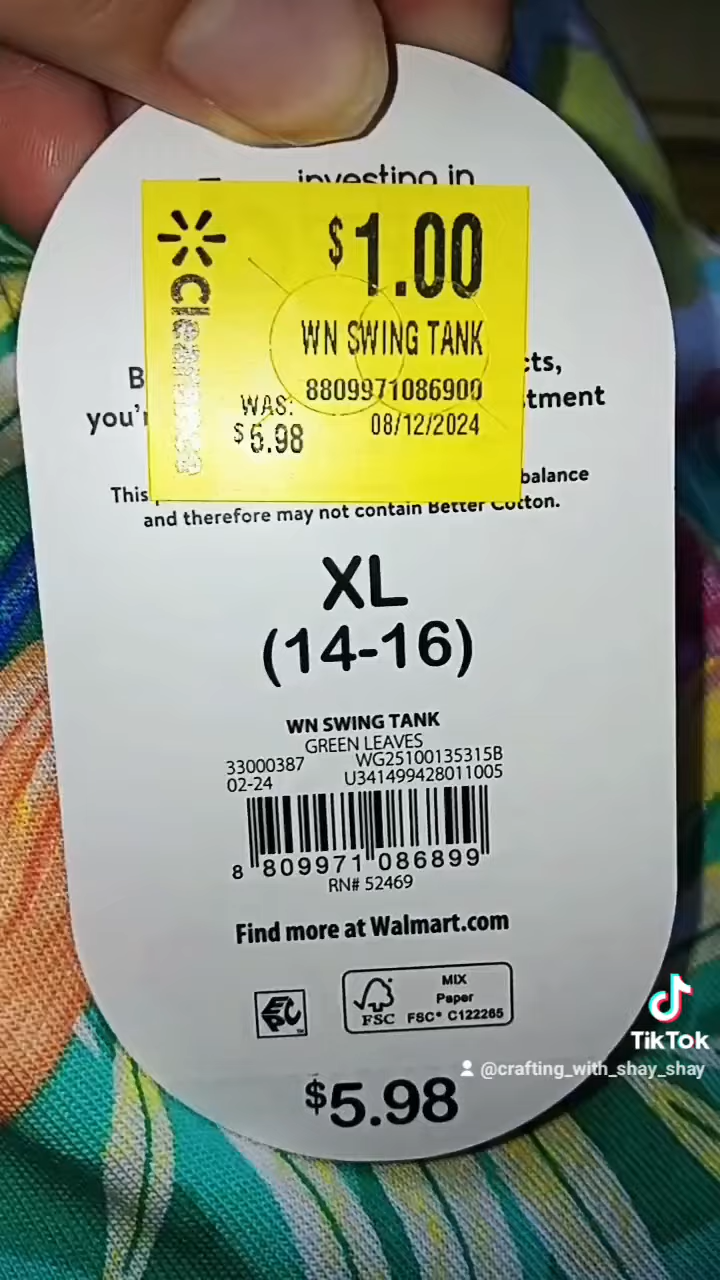 investing in
$1.00
Clearance
WN SWING TANK
8809971086900
WAS:
$5.98
08/12/2024
cts,
you'r
tment
This
balance
and therefore may not contain Better Cotton.
XL
(14-16)
WN SWING TANK
GREEN LEAVES
33000387 WG25100135315B
02-24 U341499428011005
8 809971 086899
RN# 52469
Find more at Walmart.com
EPC
FSC
MIX
Paper
FSC® C122265
$5.98
TikTok
@crafting_with_shay_shay